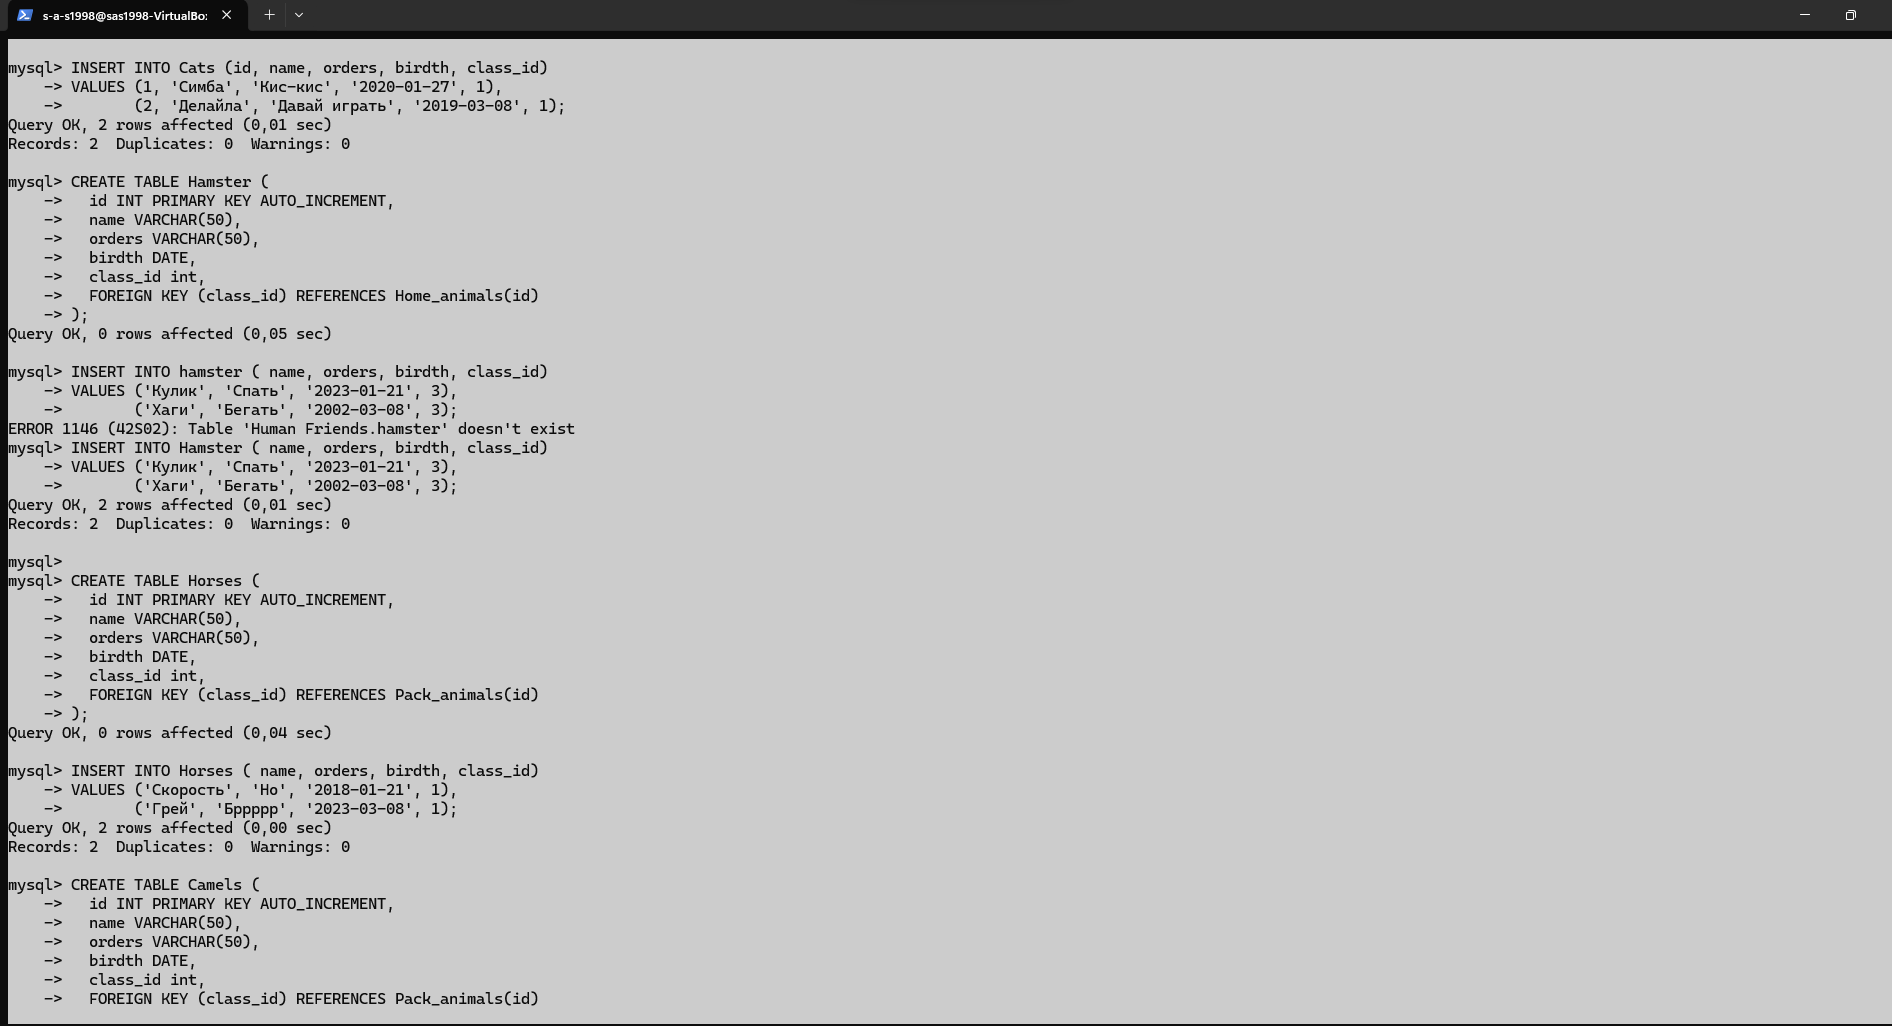 s-a-s1998@sas1998-VirtualBo:
mysql> INSERT INTO Cats (id, name, orders, birdth, class_id)
    -> VALUES (1, 'Симба', 'Кис-кис', '2020-01-27', 1),
    ->        (2, 'Делайла', 'Давай играть', '2019-03-08', 1);
Query OK, 2 rows affected (0,01 sec)
Records: 2  Duplicates: 0  Warnings: 0
mysql> CREATE TABLE Hamster (
    ->   id INT PRIMARY KEY AUTO_INCREMENT,
    ->   name VARCHAR(50),
    ->   orders VARCHAR(50),
    ->   birdth DATE,
    ->   class_id int,
    ->   FOREIGN KEY (class_id) REFERENCES Home_animals(id)
    -> );
Query OK, 0 rows affected (0,05 sec)
mysql> INSERT INTO hamster ( name, orders, birdth, class_id)
    -> VALUES ('Кулик', 'Спать', '2023-01-21', 3),
    ->        ('Хаги', 'Бегать', '2002-03-08', 3);
ERROR 1146 (42S02): Table 'Human Friends.hamster' doesn't exist
mysql> INSERT INTO Hamster ( name, orders, birdth, class_id)
    -> VALUES ('Кулик', 'Спать', '2023-01-21', 3),
    ->        ('Хаги', 'Бегать', '2002-03-08', 3);
Query OK, 2 rows affected (0,01 sec)
Records: 2  Duplicates: 0  Warnings: 0
mysql>
mysql> CREATE TABLE Horses (
    ->   id INT PRIMARY KEY AUTO_INCREMENT,
    ->   name VARCHAR(50),
    ->   orders VARCHAR(50),
    ->   birdth DATE,
    ->   class_id int,
    ->   FOREIGN KEY (class_id) REFERENCES Pack_animals(id)
    -> );
Query OK, 0 rows affected (0,04 sec)
mysql> INSERT INTO Horses ( name, orders, birdth, class_id)
    -> VALUES ('Скорость', 'Но', '2018-01-21', 1),
    ->        ('Грей', 'Бррррр', '2023-03-08', 1);
Query OK, 2 rows affected (0,00 sec)
Records: 2  Duplicates: 0  Warnings: 0
mysql> CREATE TABLE Camels (
    ->   id INT PRIMARY KEY AUTO_INCREMENT,
    ->   name VARCHAR(50),
    ->   orders VARCHAR(50),
    ->   birdth DATE,
    ->   class_id int,
    ->   FOREIGN KEY (class_id) REFERENCES Pack_animals(id)